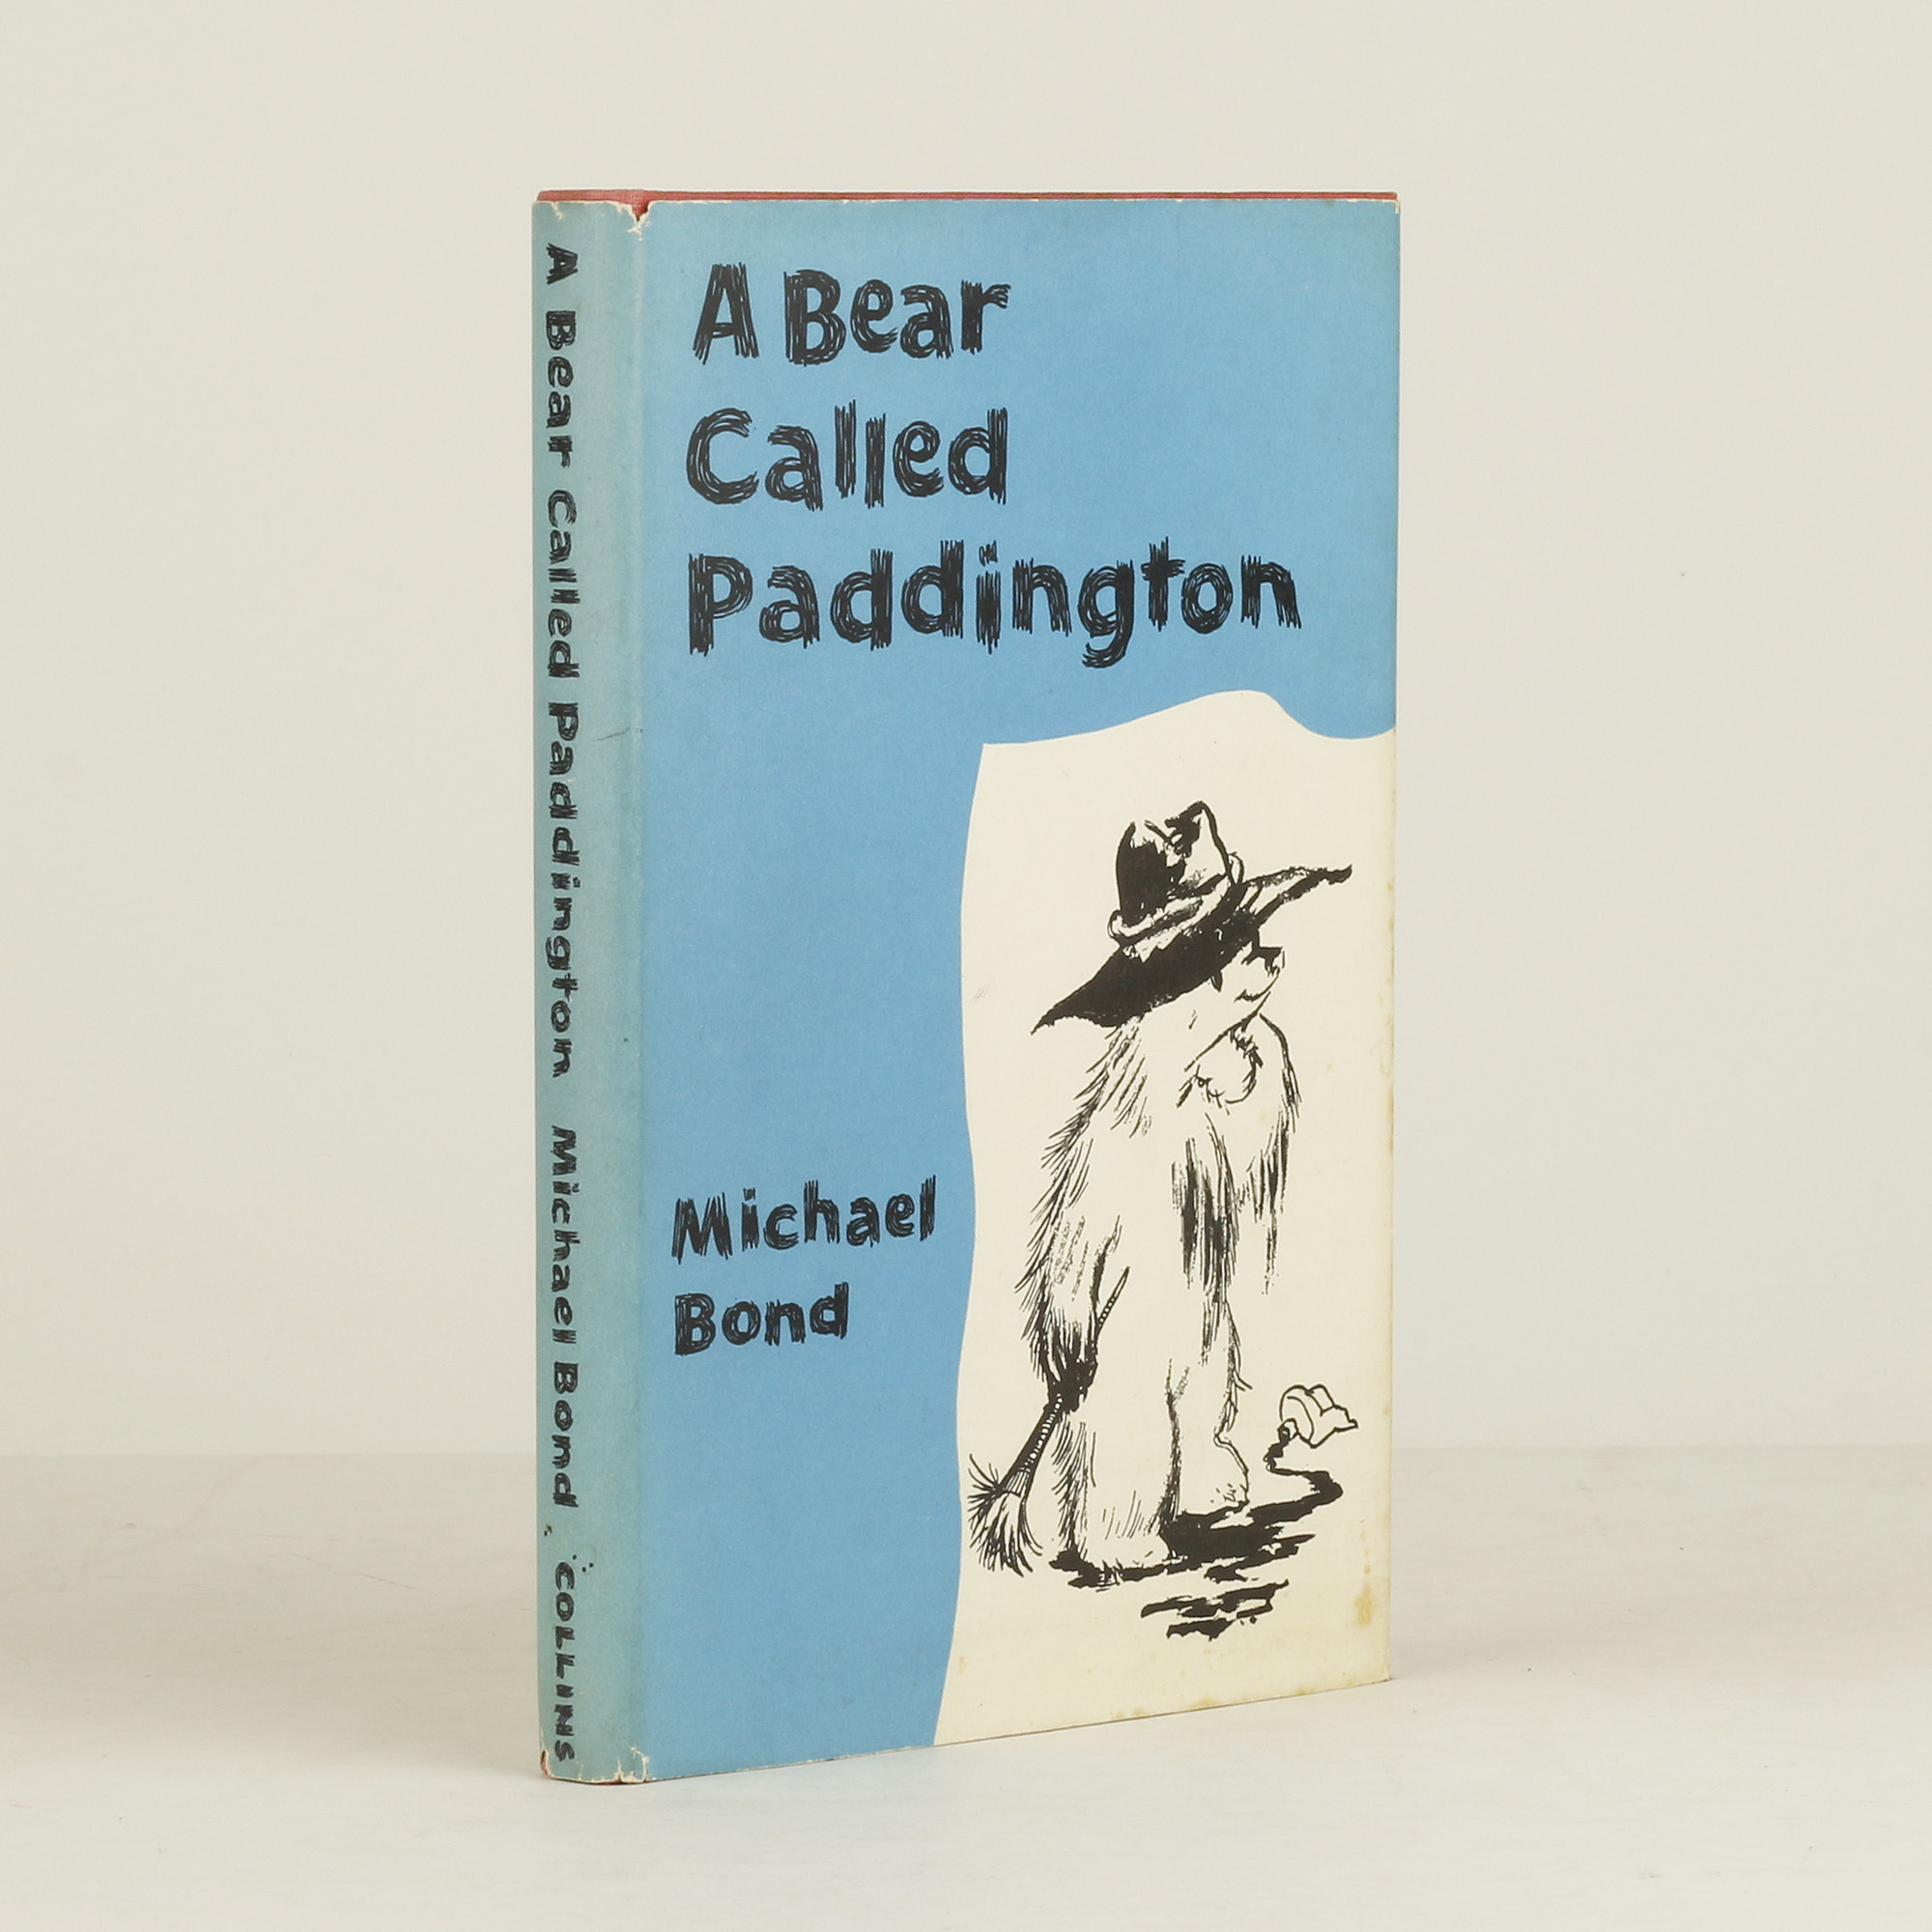 A Bear Called Paddington Michael Bond COLLINS
A Bear
Called
Paddington
Michael
Bond